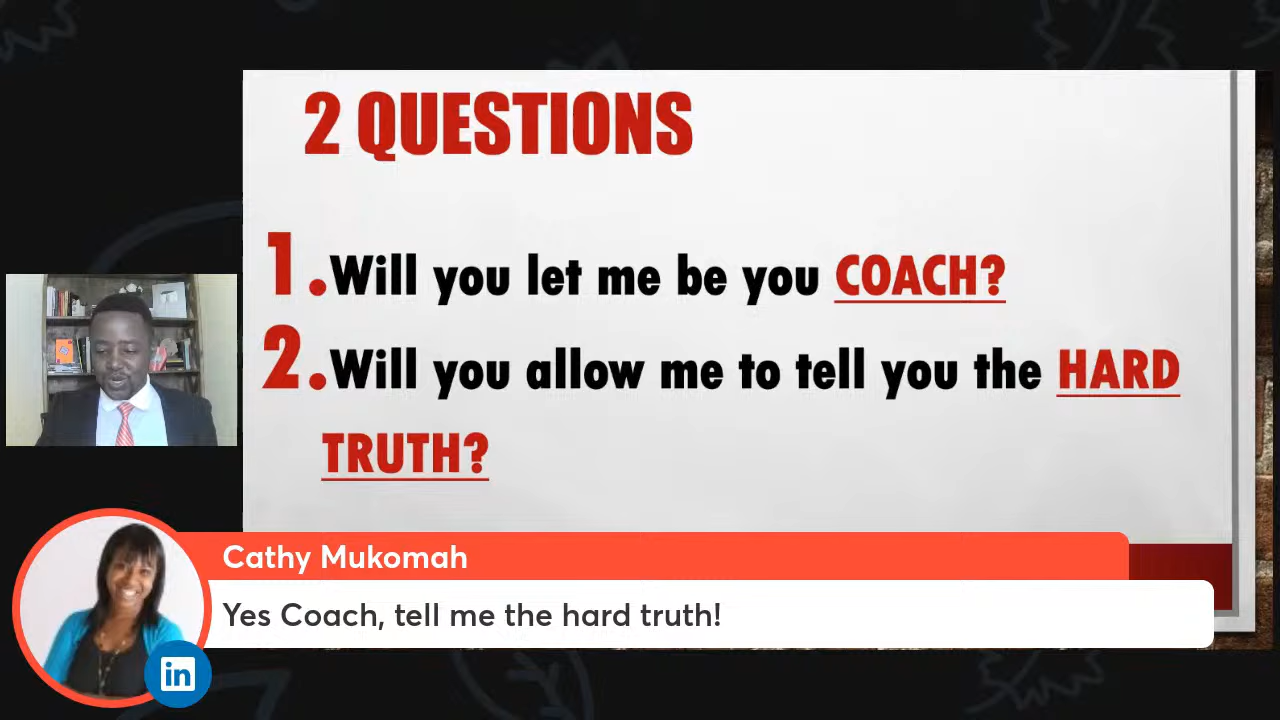 2 QUESTIONS
1.Will you let me be you COACH?
2.Will you allow me to tell you the HARD
TRUTH?
Cathy Mukomah
Yes Coach, tell me the hard truth!
in